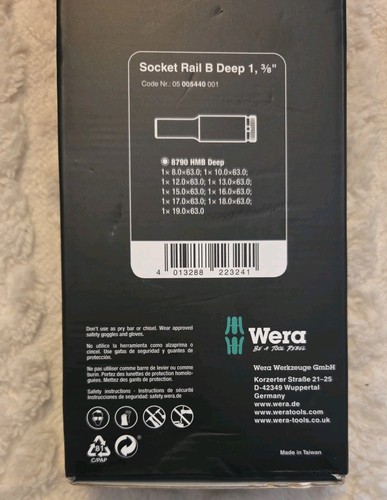 Socket Rail B Deep 1, ⅜"
Code Nr.: 05 005440 001
8790 HMB Deep
1× 8.0×63.0; 1× 10.0×63.0;
1× 12.0×63.0; 1× 13.0×63.0;
1× 15.0×63.0; 1× 16.0×63.0;
1× 17.0×63.0; 1× 18.0×63.0;
1× 19.0×63.0
4 013288 223241
Don't use as pry bar or chisel. Wear approved
safety goggles and gloves.
No utilice la herramienta como alzaprima o
cincel. Use gafas de seguridad y guantes de
protección.
Ne pas utiliser comme barre de levier ou comme
burin. Portez des lunettes de protection homolo-
guées. Mettez des gants de protection.
Safety instructions - Instructions de sécurité
Instrucciones de seguridad: safety.wera.de
81
C/PAP
Wera
BE A TOOL REBEL
Wera Werkzeuge GmbH
Korzerter Straße 21–25
D-42349 Wuppertal
Germany
www.wera.de
www.weratools.com
www.wera-tools.co.uk
Made in Taiwan